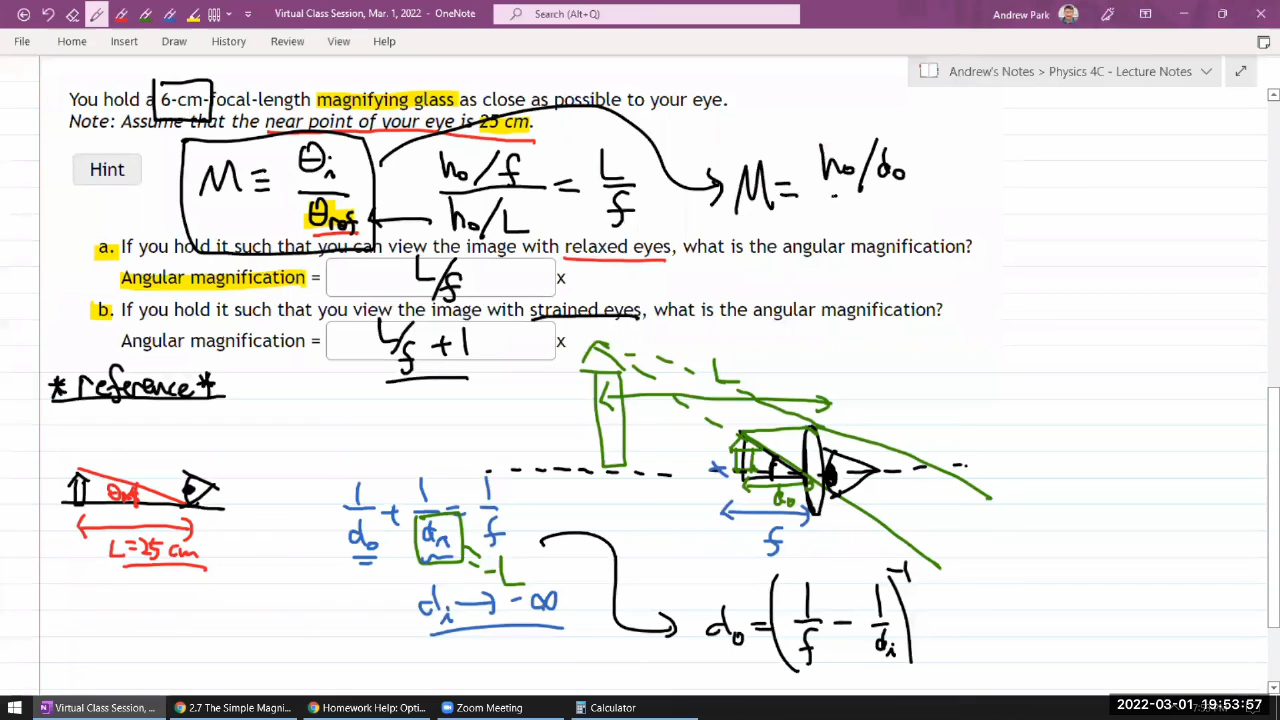 Virtual Class Session, Mar. 1, 2022 - OneNote
Search (Alt+Q)
Andrew Park
File Home Insert Draw History Review View Help
Andrew's Notes > Physics 4C - Lecture Notes
You hold a 6-cm-focal-length magnifying glass as close as possible to your eye.
Note: Assume that the near point of your eye is 25 cm.
Hint
M ≡ θi / θref
(h₀/f) / (h₀/L) = L/f
M = h₀/d₀
a. If you hold it such that you can view the image with relaxed eyes, what is the angular magnification?
Angular magnification = L/f x
b. If you hold it such that you view the image with strained eyes, what is the angular magnification?
Angular magnification = L/f + 1 x
*reference*
L
θref
L = 25 cm
1/d₀ + 1/di = 1/f
-L
di → -∞
d₀
f
d₀ = (1/f - 1/di)⁻¹
Virtual Class Session, ...
2.7 The Simple Magni...
Homework Help: Opti...
Zoom Meeting
Calculator
2022-03-01 19:53:57